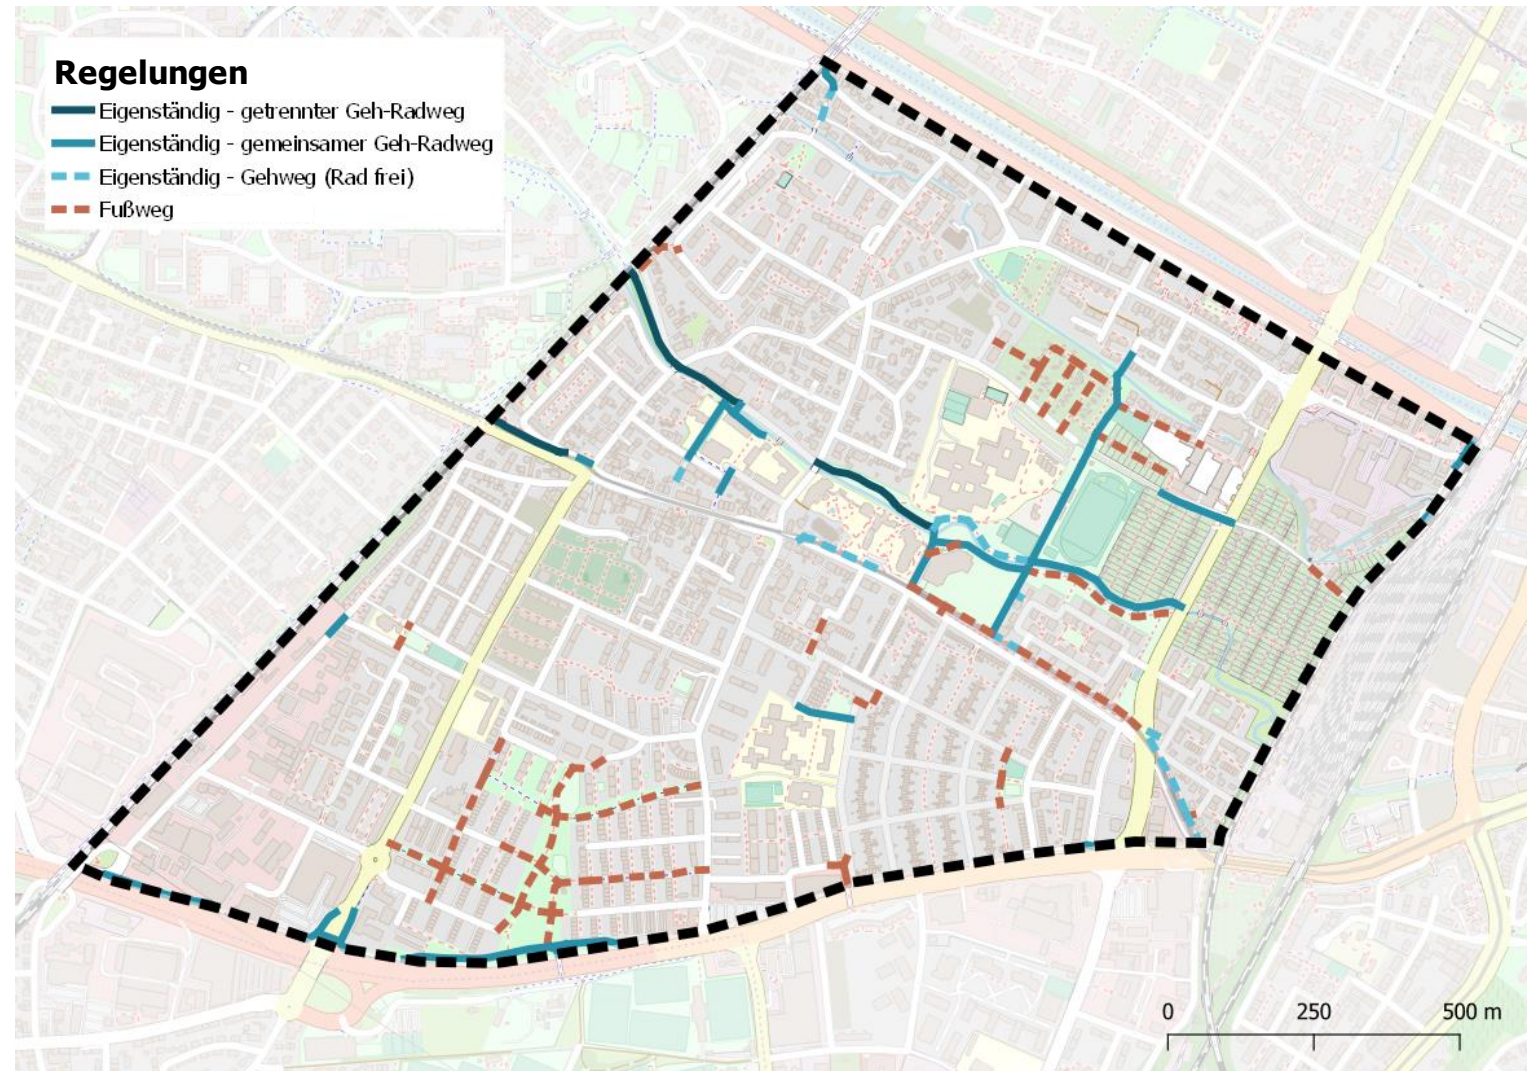 Regelungen
Eigenständig - getrennter Geh-Radweg
Eigenständig - gemeinsamer Geh-Radweg
Eigenständig - Gehweg (Rad frei)
Fußweg
0 250 500 m